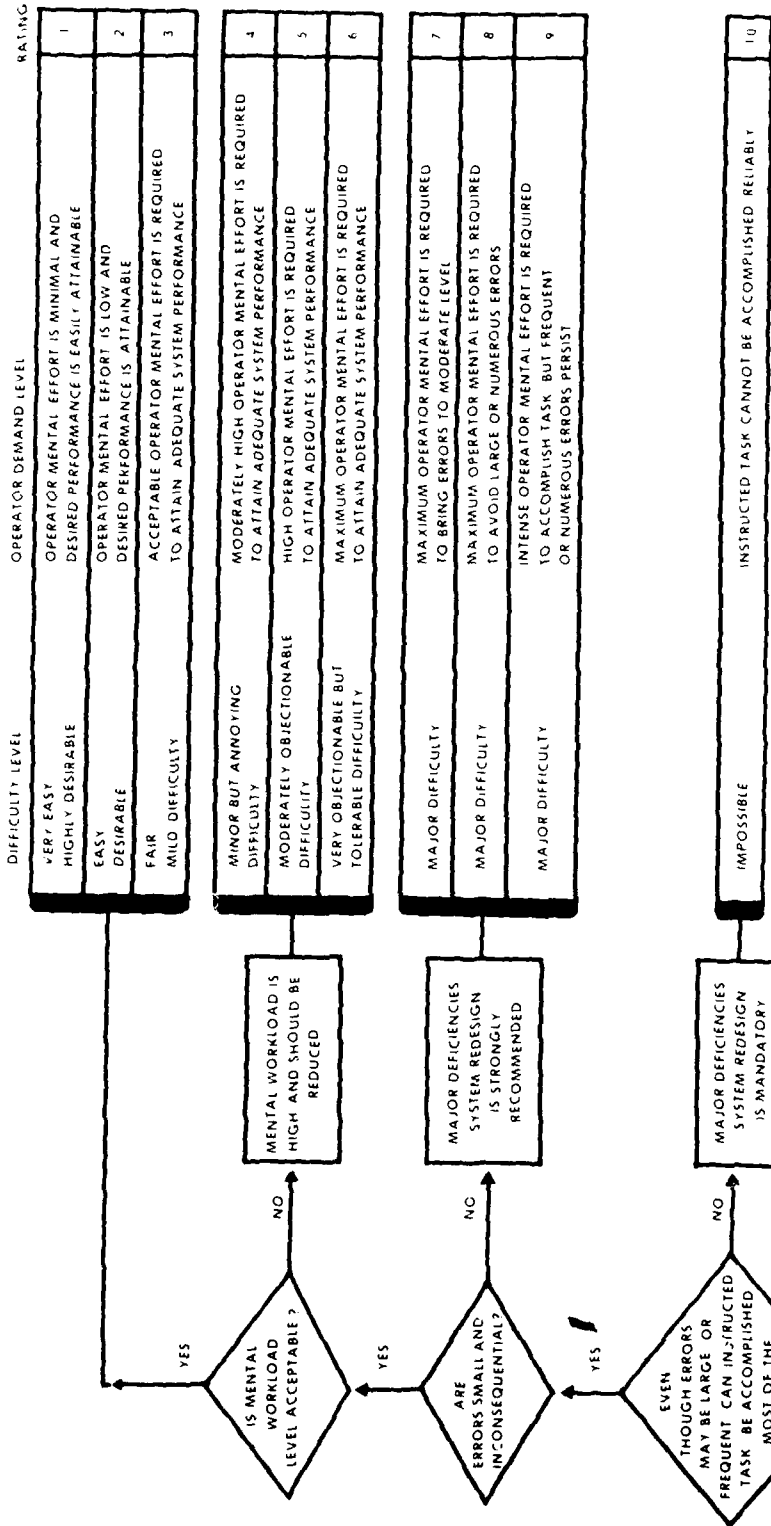 DIFFICULTY LEVEL
OPERATOR DEMAND LEVEL
RATING
VERY EASY
HIGHLY DESIRABLE
OPERATOR MENTAL EFFORT IS MINIMAL AND
DESIRED PERFORMANCE IS EASILY ATTAINABLE
1
EASY
DESIRABLE
OPERATOR MENTAL EFFORT IS LOW AND
DESIRED PERFORMANCE IS ATTAINABLE
2
FAIR
MILD DIFFICULTY
ACCEPTABLE OPERATOR MENTAL EFFORT IS REQUIRED
TO ATTAIN ADEQUATE SYSTEM PERFORMANCE
3
YES
IS MENTAL
WORKLOAD
LEVEL ACCEPTABLE?
NO
MENTAL WORKLOAD IS
HIGH AND SHOULD BE
REDUCED
MINOR BUT ANNOYING
DIFFICULTY
MODERATELY HIGH OPERATOR MENTAL EFFORT IS REQUIRED
TO ATTAIN ADEQUATE SYSTEM PERFORMANCE
4
MODERATELY OBJECTIONABLE
DIFFICULTY
HIGH OPERATOR MENTAL EFFORT IS REQUIRED
TO ATTAIN ADEQUATE SYSTEM PERFORMANCE
5
VERY OBJECTIONABLE BUT
TOLERABLE DIFFICULTY
MAXIMUM OPERATOR MENTAL EFFORT IS REQUIRED
TO ATTAIN ADEQUATE SYSTEM PERFORMANCE
6
YES
ARE
ERRORS SMALL AND
INCONSEQUENTIAL?
NO
MAJOR DEFICIENCIES
SYSTEM REDESIGN
IS STRONGLY
RECOMMENDED
MAJOR DIFFICULTY
MAXIMUM OPERATOR MENTAL EFFORT IS REQUIRED
TO BRING ERRORS TO MODERATE LEVEL
7
MAJOR DIFFICULTY
MAXIMUM OPERATOR MENTAL EFFORT IS REQUIRED
TO AVOID LARGE OR NUMEROUS ERRORS
8
MAJOR DIFFICULTY
INTENSE OPERATOR MENTAL EFFORT IS REQUIRED
TO ACCOMPLISH TASK BUT FREQUENT
OR NUMEROUS ERRORS PERSIST
9
YES
EVEN
THOUGH ERRORS
MAY BE LARGE OR
FREQUENT CAN INSTRUCTED
TASK BE ACCOMPLISHED
MOST OF THE
NO
MAJOR DEFICIENCIES
SYSTEM REDESIGN
IS MANDATORY
IMPOSSIBLE
INSTRUCTED TASK CANNOT BE ACCOMPLISHED RELIABLY
10